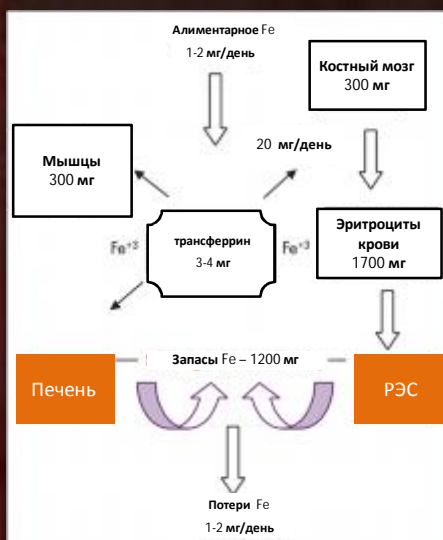 Алиментарное Fe
1-2 мг/день
Костный мозг
300 мг
20 мг/день
Мышцы
300 мг
Fe+3
трансферрин
3-4 мг
Fe+3
Эритроциты
крови
1700 мг
Запасы Fe – 1200 мг
Печень
РЭС
Потери Fe
1-2 мг/день